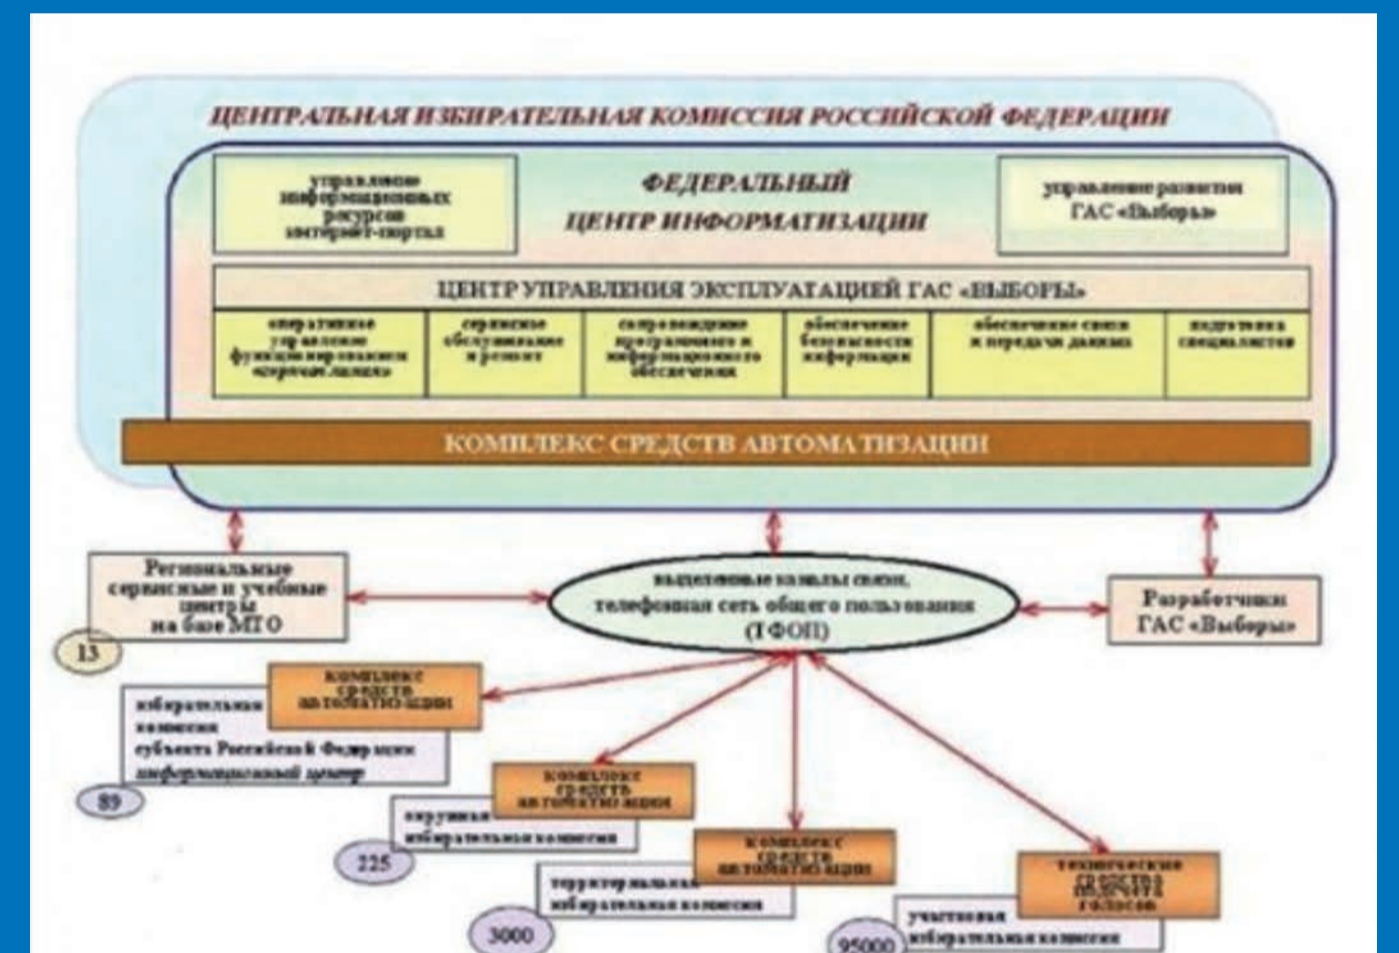 ЦЕНТРАЛЬНАЯ ИЗБИРАТЕЛЬНАЯ КОМИССИЯ РОССИЙСКОЙ ФЕДЕРАЦИИ
управление
информационных
ресурсов
интернет-портал
ФЕДЕРАЛЬНЫЙ
ЦЕНТР ИНФОРМАТИЗАЦИИ
управление развития
ГАС «Выборы»
ЦЕНТР УПРАВЛЕНИЯ ЭКСПЛУАТАЦИЕЙ ГАС «ВЫБОРЫ»
оперативное
управление
функционированием
«горячая линия»
сервисное
обслуживание
и ремонт
сопровождение
программного и
информационного
обеспечения
обеспечение
безопасности
информации
обеспечение связи
и передачи данных
подготовка
специалистов
КОМПЛЕКС СРЕДСТВ АВТОМАТИЗАЦИИ
Региональные
сервисные и учебные
центры
на базе МТО
13
выделенные каналы связи,
телефонная сеть общего пользования
(ТФОП)
Разработчики
ГАС «Выборы»
комплекс
средств
автоматизации
избирательная
комиссия
субъекта Российской Федерации
информационный центр
89
комплекс
средств
автоматизации
окружная
избирательная комиссия
225
комплекс
средств
автоматизации
территориальная
избирательная комиссия
3000
технические
средства
подсчета
голосов
участковая
избирательная комиссия
95000